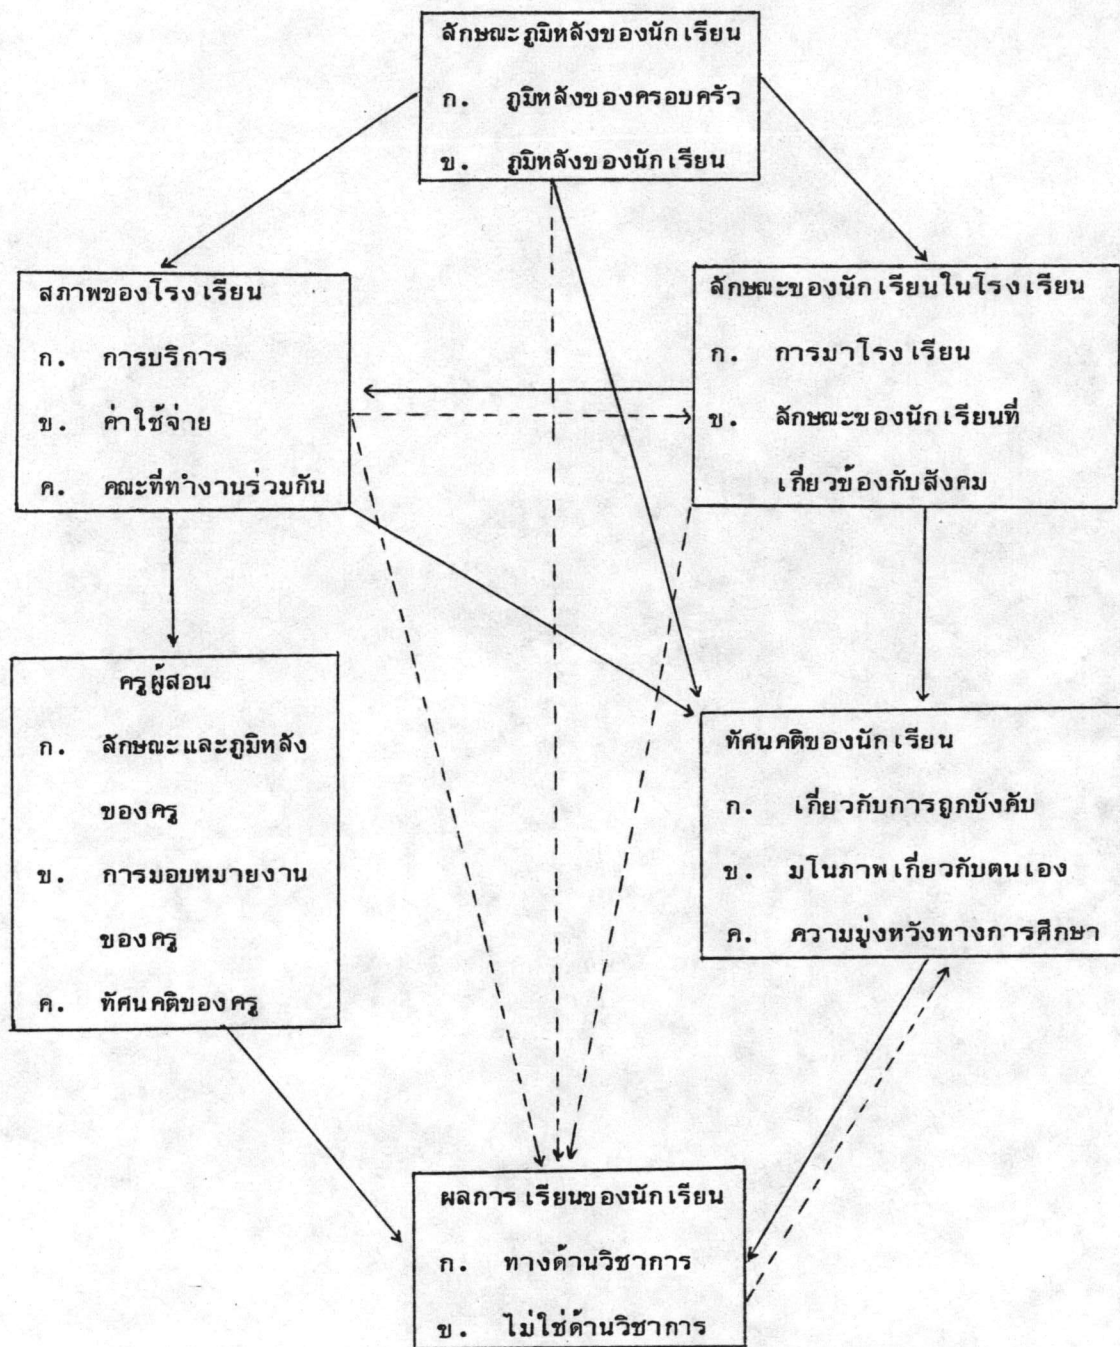 ลักษณะภูมิหลังของนักเรียน
ก. ภูมิหลังของครอบครัว
ข. ภูมิหลังของนักเรียน
สภาพของโรงเรียน
ก. การบริการ
ข. ค่าใช้จ่าย
ค. คณะที่ทำงานร่วมกัน
ลักษณะของนักเรียนในโรงเรียน
ก. การมาโรงเรียน
ข. ลักษณะของนักเรียนที่
เกี่ยวข้องกับสังคม
ครูผู้สอน
ก. ลักษณะและภูมิหลัง
ของครู
ข. การมอบหมายงาน
ของครู
ค. ทัศนคติของครู
ทัศนคติของนักเรียน
ก. เกี่ยวกับการถูกบังคับ
ข. มโนภาพเกี่ยวกับตนเอง
ค. ความมุ่งหวังทางการศึกษา
ผลการเรียนของนักเรียน
ก. ทางด้านวิชาการ
ข. ไม่ใช่ด้านวิชาการ